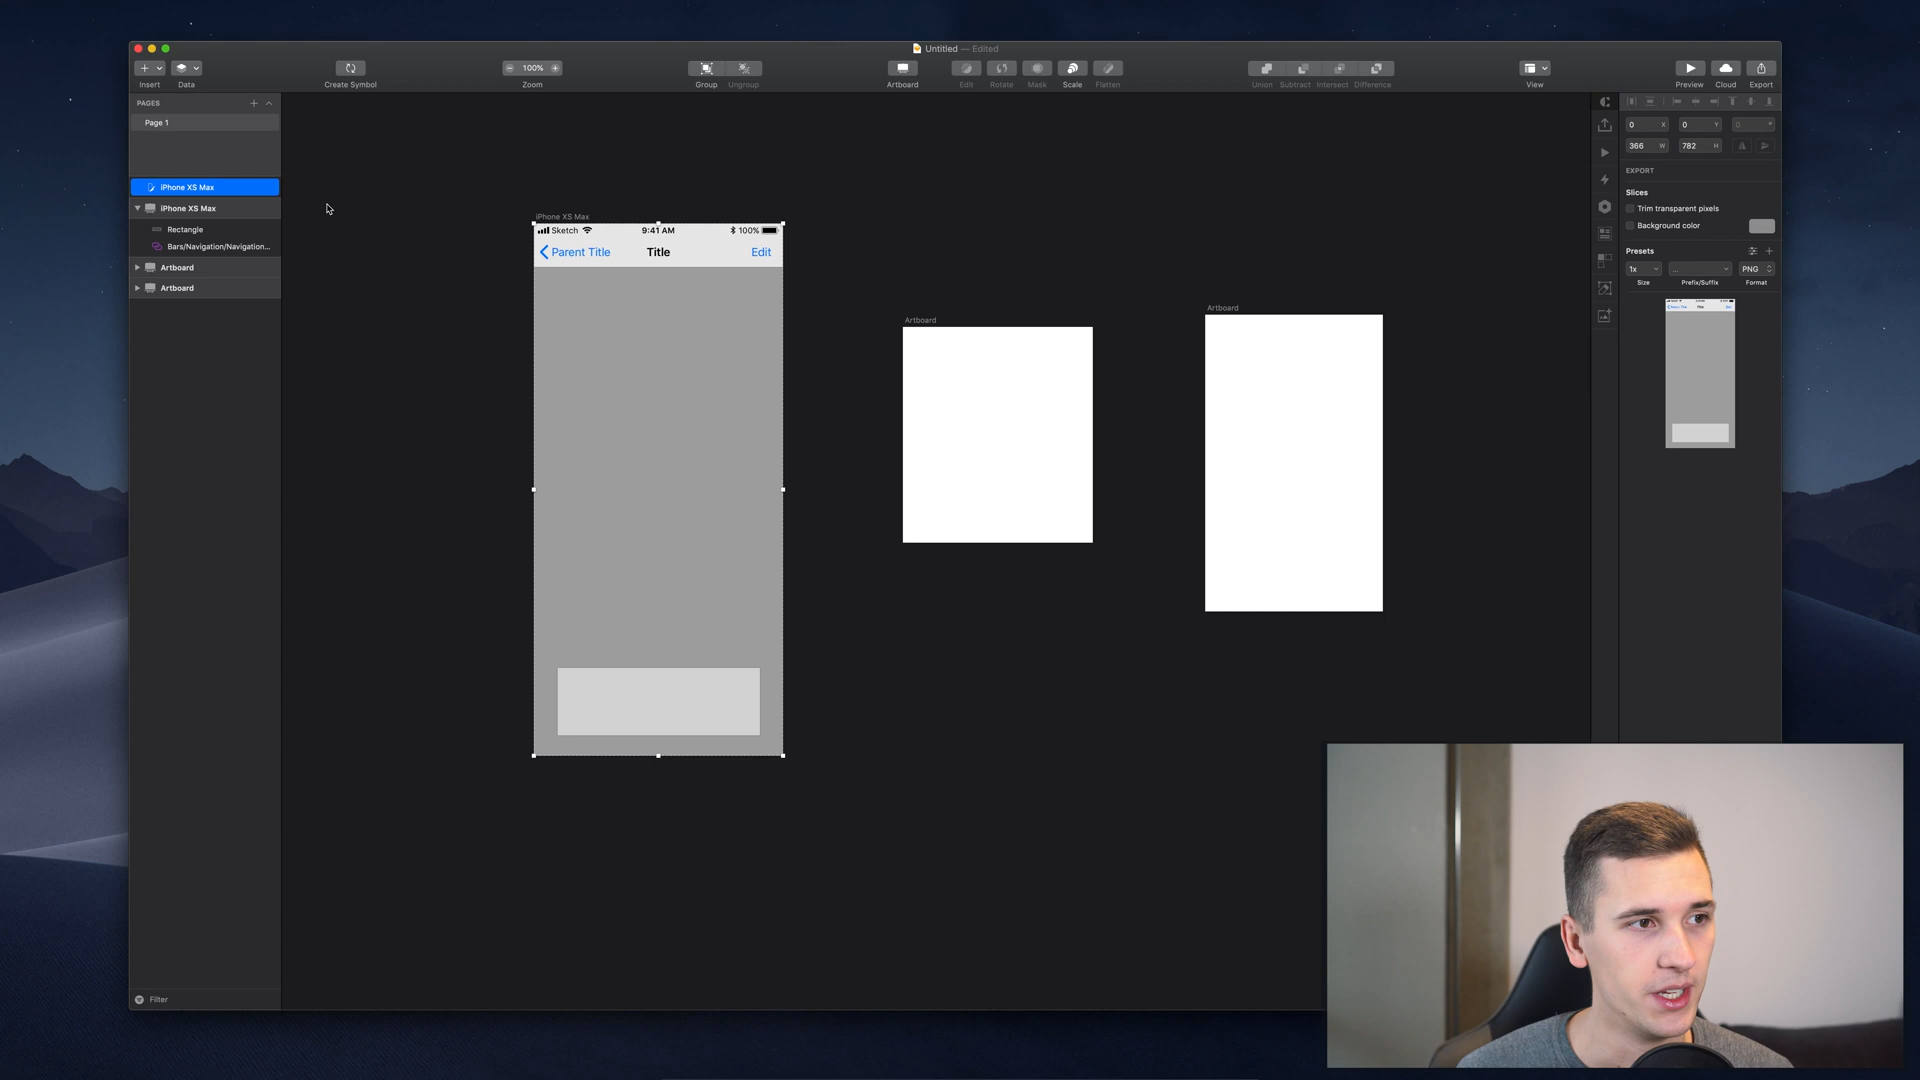 Untitled — Edited
Insert
Data
Create Symbol
100%
Zoom
Group
Ungroup
Artboard
Edit
Rotate
Mask
Scale
Flatten
Union
Subtract
Intersect
Difference
View
Preview
Cloud
Export
PAGES
Page 1
iPhone XS Max
iPhone XS Max
Rectangle
Bars/Navigation/Navigation...
Artboard
Artboard
Filter
iPhone XS Max
Sketch
9:41 AM
100%
Parent Title
Title
Edit
Artboard
Artboard
0 X
0 Y
0 °
366 W
782 H
EXPORT
Slices
Trim transparent pixels
Background color
Presets
1x
...
PNG
Size
Prefix/Suffix
Format